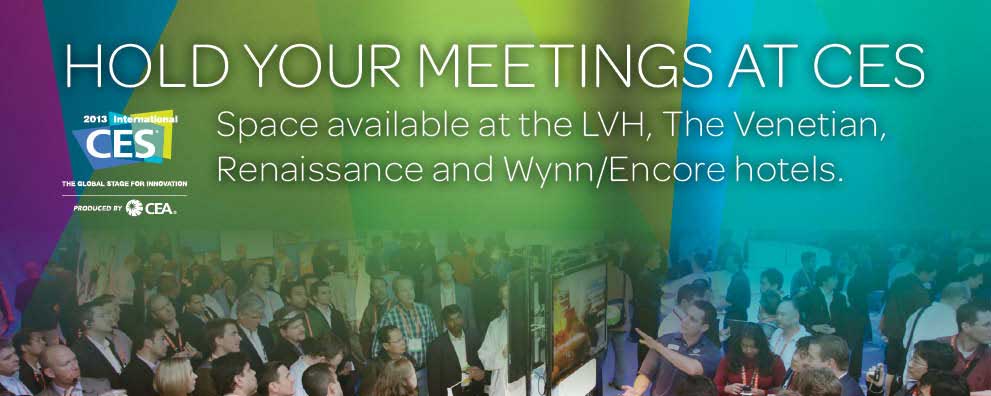 HOLD YOUR MEETINGS AT CES
2013 International
CES®
THE GLOBAL STAGE FOR INNOVATION
PRODUCED BY CEA®
Space available at the LVH, The Venetian,
Renaissance and Wynn/Encore hotels.